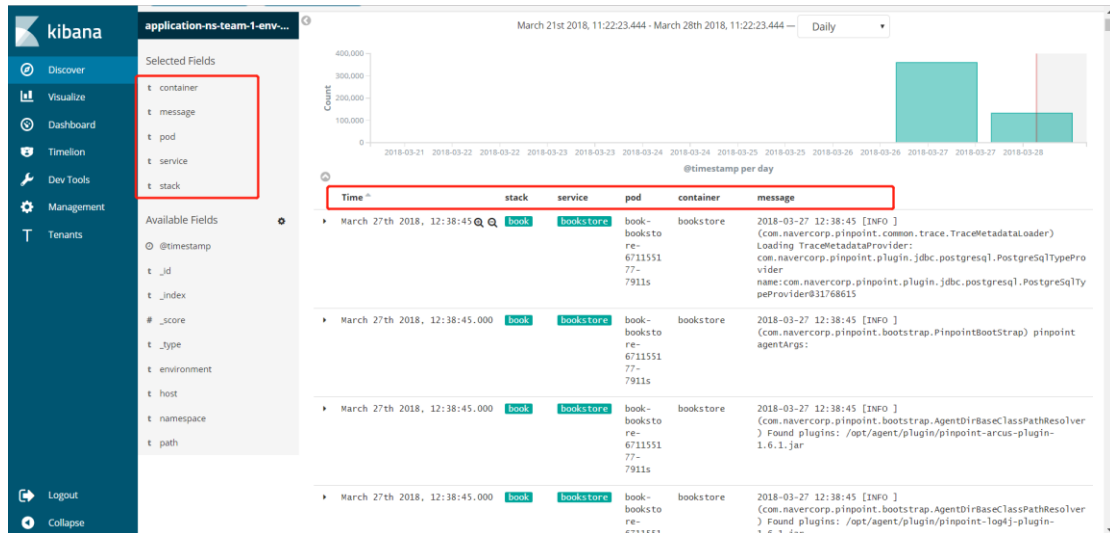 kibana
Discover
Visualize
Dashboard
Timelion
Dev Tools
Management
Tenants
Logout
Collapse
application-ns-team-1-env-...
Selected Fields
t container
t message
t pod
t service
t stack
Available Fields
@timestamp
t _id
t _index
# _score
t _type
t environment
t host
t namespace
t path
March 21st 2018, 11:22:23.444 - March 28th 2018, 11:22:23.444 — Daily
Count
400,000
300,000
200,000
100,000
0
2018-03-21 2018-03-22 2018-03-22 2018-03-23 2018-03-23 2018-03-24 2018-03-24 2018-03-25 2018-03-25 2018-03-26 2018-03-26 2018-03-27 2018-03-27 2018-03-28
@timestamp per day
Time stack service pod container message
March 27th 2018, 12:38:45 book bookstore book- bookstore 2018-03-27 12:38:45 [INFO ]
booksto (com.navercorp.pinpoint.common.trace.TraceMetadataLoader)
re- Loading TraceMetadataProvider:
6711551 com.navercorp.pinpoint.plugin.jdbc.postgresql.PostgreSqlTypePro
77- vider
7911s name:com.navercorp.pinpoint.plugin.jdbc.postgresql.PostgreSqlTy
peProvider@31768615
March 27th 2018, 12:38:45.000 book bookstore book- bookstore 2018-03-27 12:38:45 [INFO ]
booksto (com.navercorp.pinpoint.bootstrap.PinpointBootStrap) pinpoint
re- agentArgs:
6711551
77-
7911s
March 27th 2018, 12:38:45.000 book bookstore book- bookstore 2018-03-27 12:38:45 [INFO ]
booksto (com.navercorp.pinpoint.bootstrap.AgentDirBaseClassPathResolver
re- ) Found plugins: /opt/agent/plugin/pinpoint-arcus-plugin-
6711551 1.6.1.jar
77-
7911s
March 27th 2018, 12:38:45.000 book bookstore book- bookstore 2018-03-27 12:38:45 [INFO ]
booksto (com.navercorp.pinpoint.bootstrap.AgentDirBaseClassPathResolver
re- ) Found plugins: /opt/agent/plugin/pinpoint-log4j-plugin-
6711551 1.6.1.jar